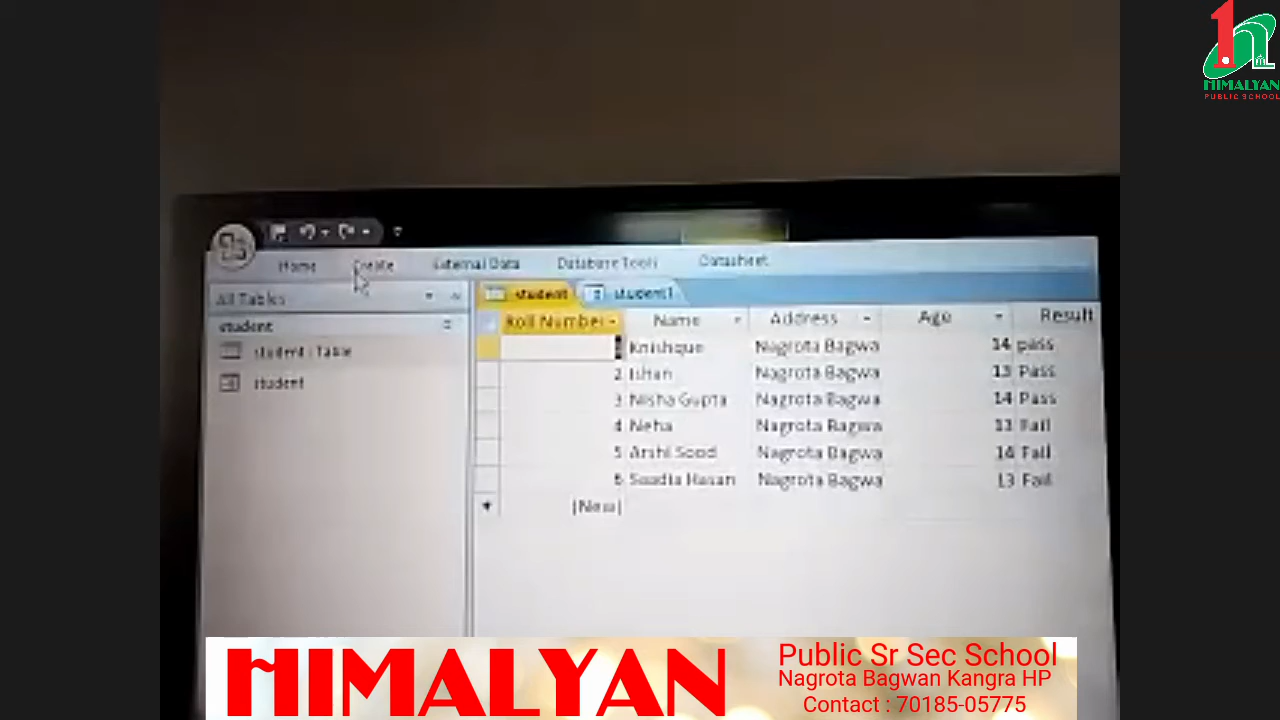 1h
HIMALYAN
PUBLIC SCHOOL
Home Create External Data Database Tools Datasheet
All Tables
student student1
student
Roll Number Name Address Age Result
student : Table
Nagrota Bagwa 14 pass
student
2 Ishan Nagrota Bagwa 13 Pass
3 Nisha Gupta Nagrota Bagwa 14 Pass
4 Neha Nagrota Bagwa 13 Fail
5 Arshi Sood Nagrota Bagwa 14 Fail
6 Saadia Hasan Nagrota Bagwa 13 Fail
(New)
HIMALYAN
Public Sr Sec School
Nagrota Bagwan Kangra HP
Contact : 70185-05775